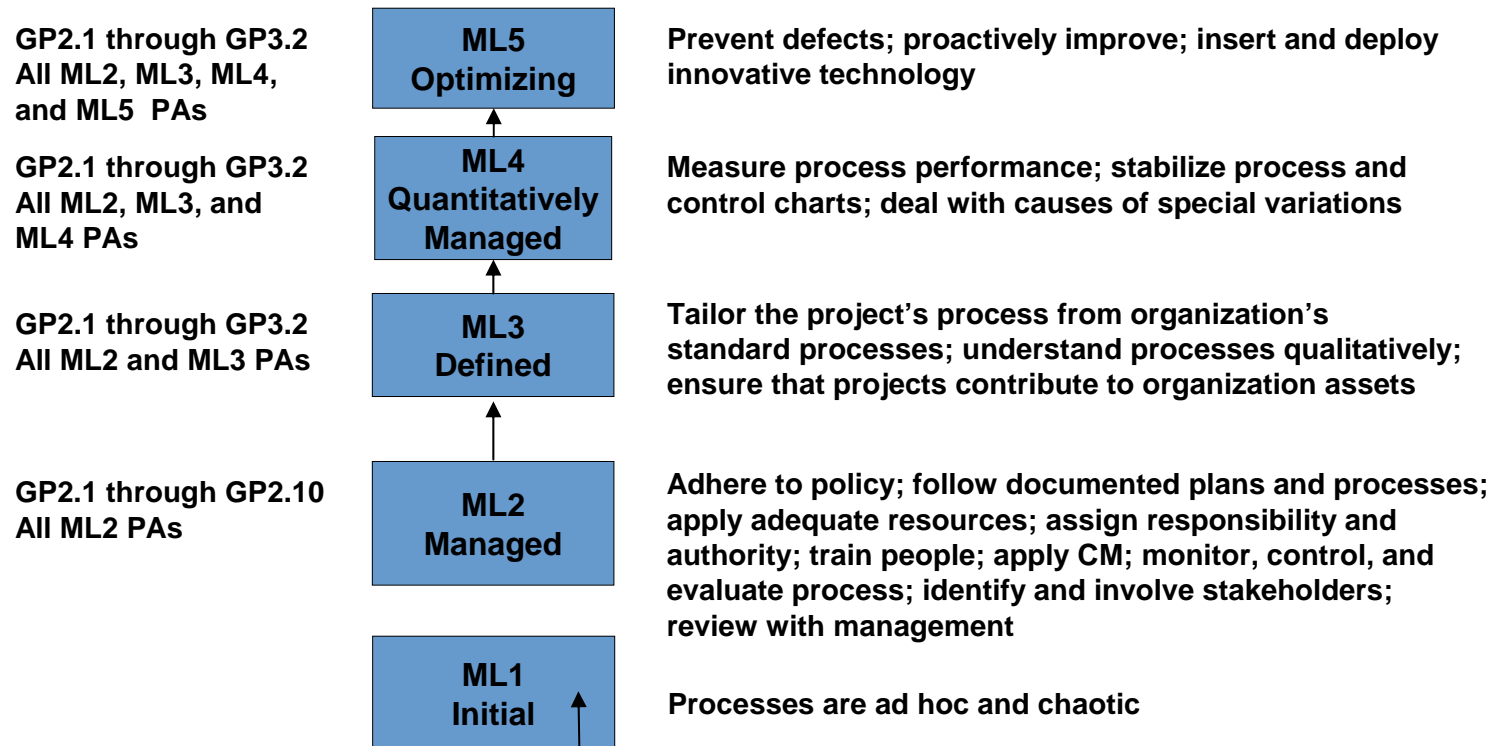 GP2.1 through GP3.2
All ML2, ML3, ML4,
and ML5 PAs
ML5
Optimizing
Prevent defects; proactively improve; insert and deploy
innovative technology
GP2.1 through GP3.2
All ML2, ML3, and
ML4 PAs
ML4
Quantitatively
Managed
Measure process performance; stabilize process and
control charts; deal with causes of special variations
GP2.1 through GP3.2
All ML2 and ML3 PAs
ML3
Defined
Tailor the project’s process from organization’s
standard processes; understand processes qualitatively;
ensure that projects contribute to organization assets
GP2.1 through GP2.10
All ML2 PAs
ML2
Managed
Adhere to policy; follow documented plans and processes;
apply adequate resources; assign responsibility and
authority; train people; apply CM; monitor, control, and
evaluate process; identify and involve stakeholders;
review with management
ML1
Initial
Processes are ad hoc and chaotic